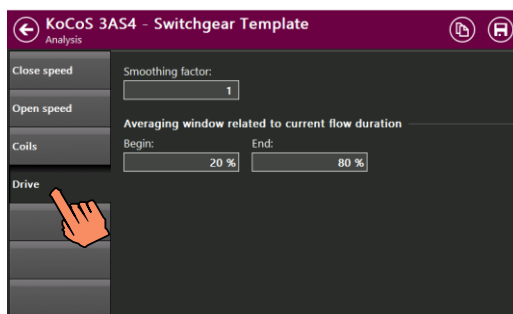 KoCoS 3AS4 - Switchgear Template
Analysis
Close speed
Open speed
Coils
Drive
Smoothing factor:
1
Averaging window related to current flow duration
Begin: End:
20 % 80 %